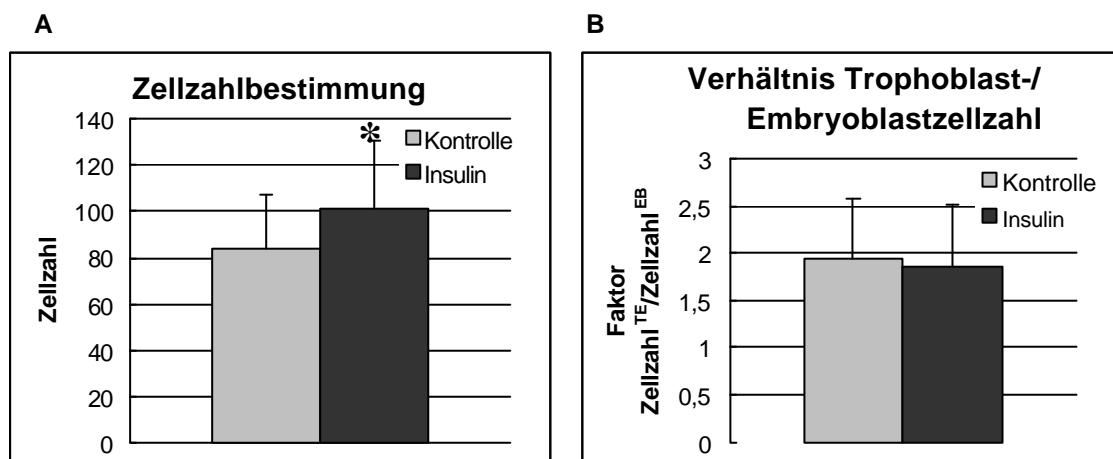 A
Zellzahlbestimmung
140
120
100
80
60
40
20
0
Zellzahl
*
Kontrolle
Insulin
B
Verhältnis Trophoblast-/
Embryoblastzellzahl
3
2,5
2
1,5
1
0,5
0
Faktor
Zellzahl TE/Zellzahl EB
Kontrolle
Insulin